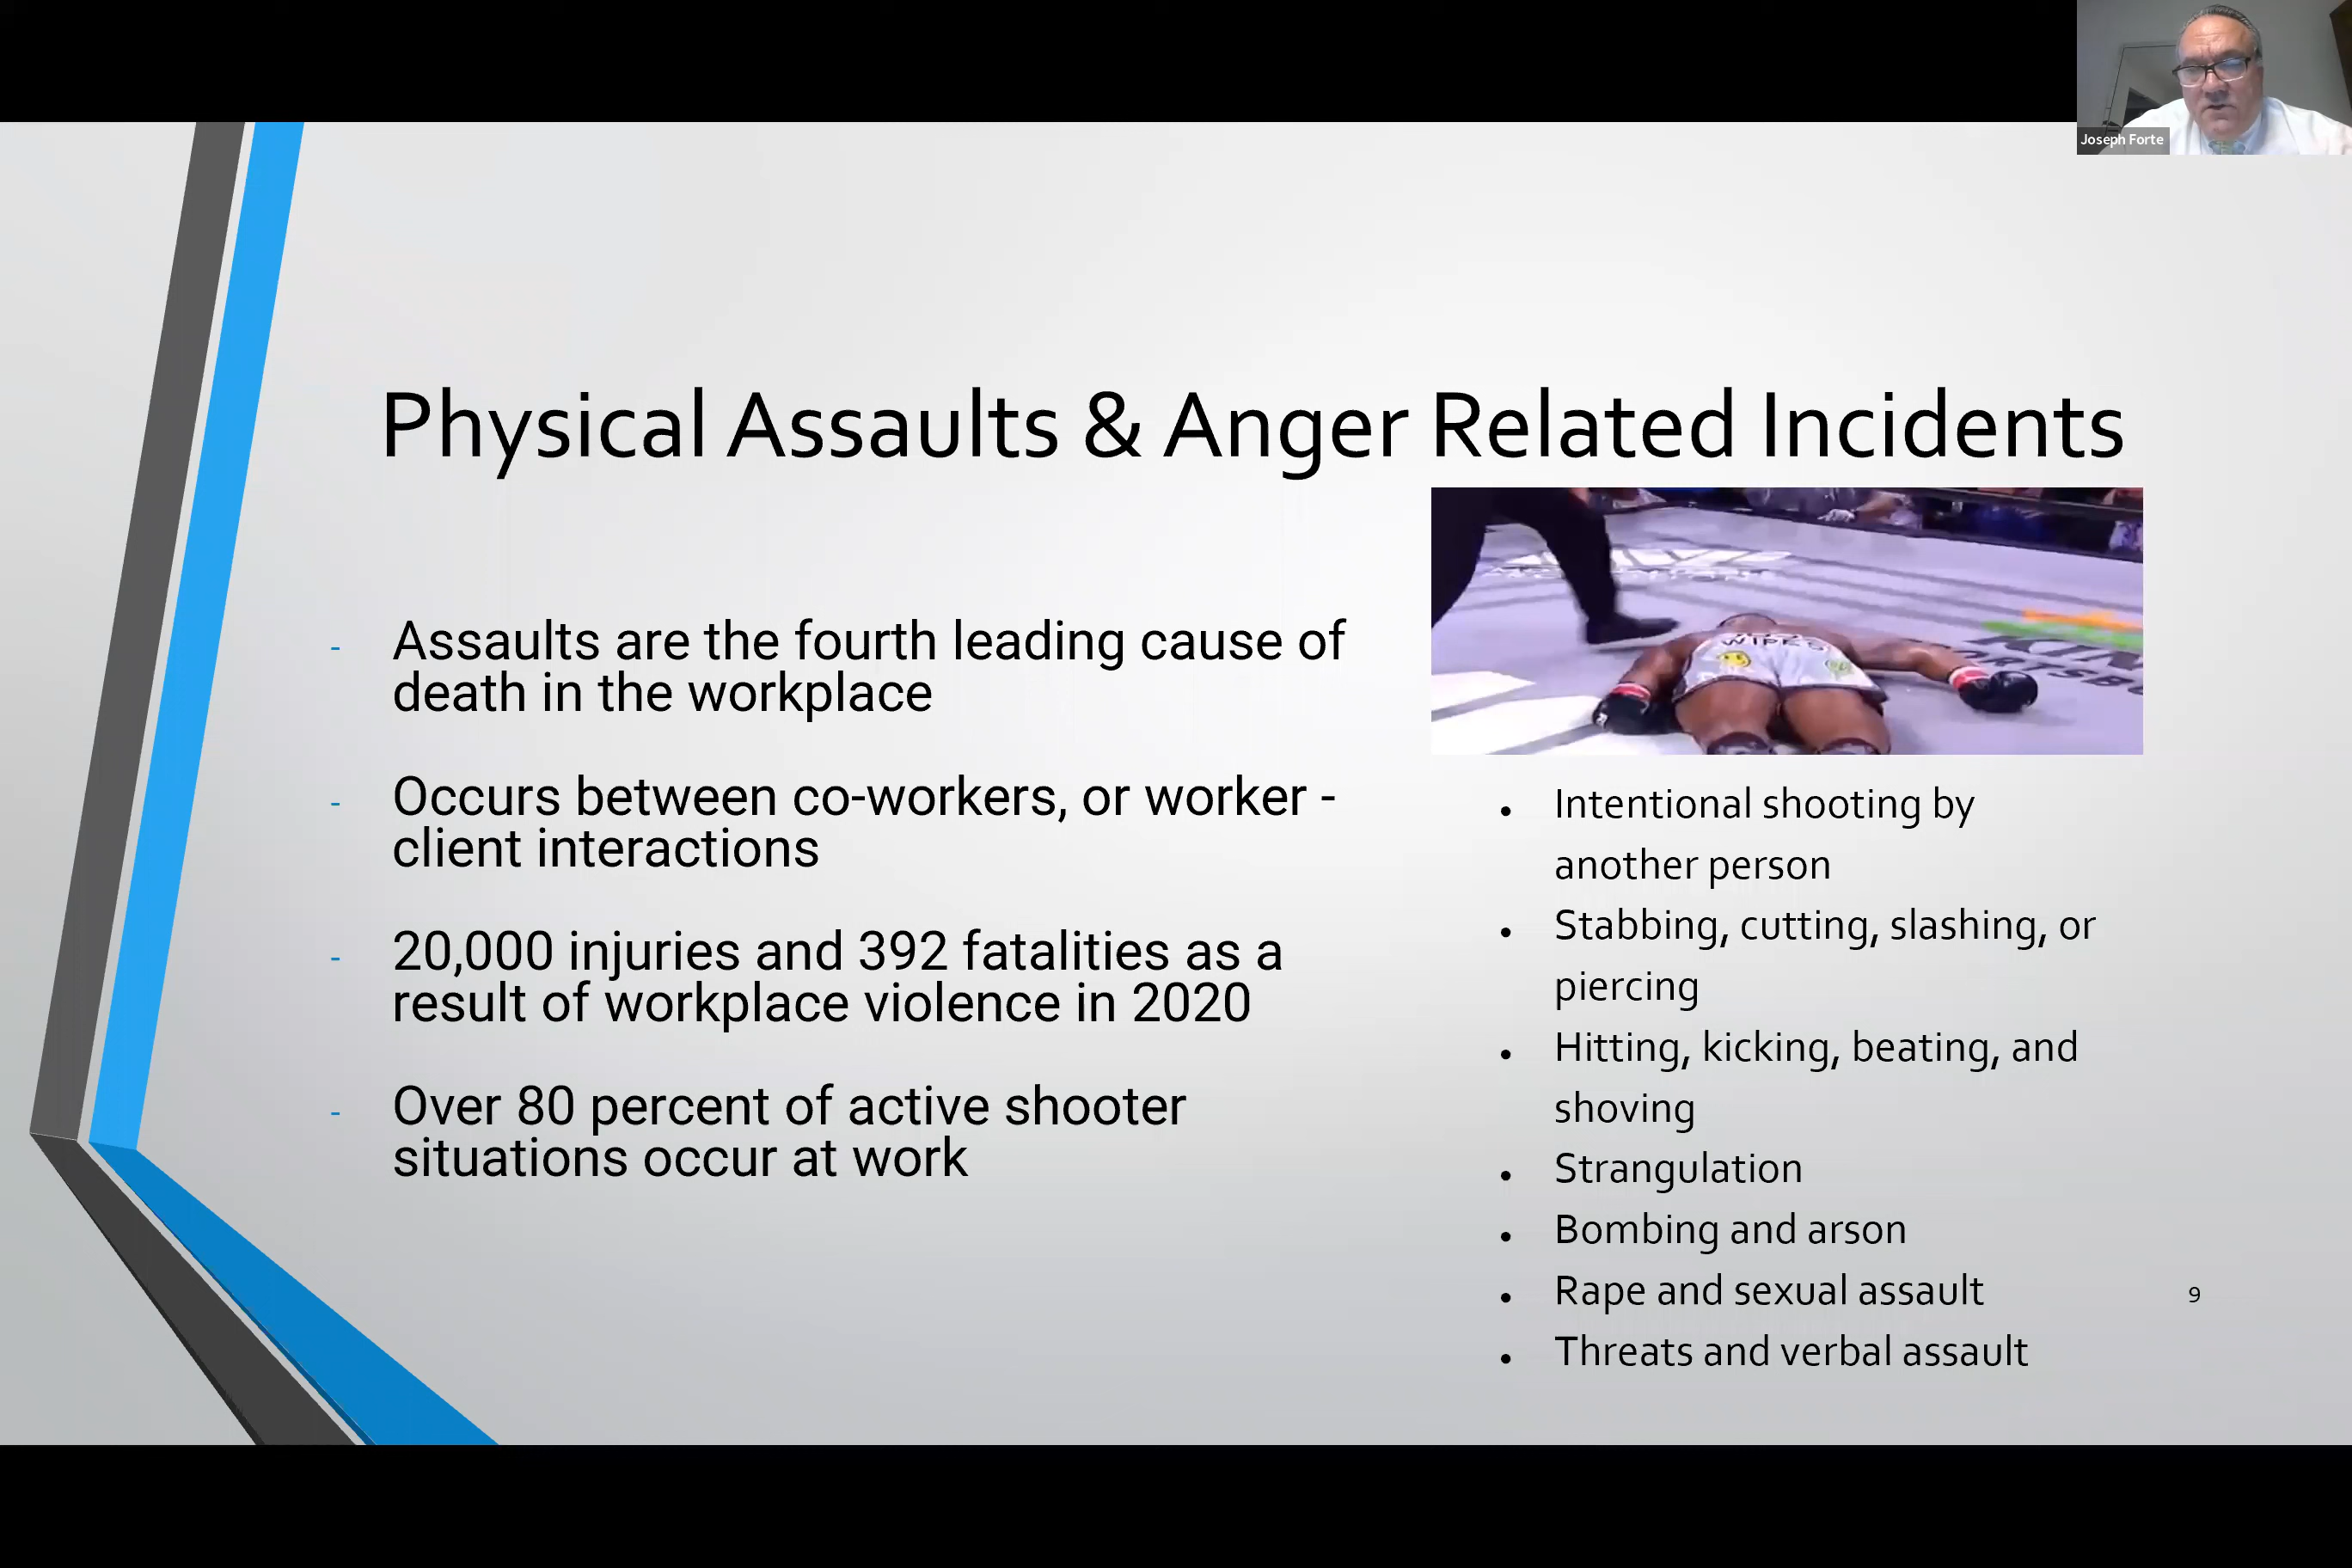 Joseph Forte
Physical Assaults & Anger Related Incidents
- Assaults are the fourth leading cause of
death in the workplace
- Occurs between co-workers, or worker -
client interactions
- 20,000 injuries and 392 fatalities as a
result of workplace violence in 2020
- Over 80 percent of active shooter
situations occur at work
WIPES
• Intentional shooting by
another person
• Stabbing, cutting, slashing, or
piercing
• Hitting, kicking, beating, and
shoving
• Strangulation
• Bombing and arson
• Rape and sexual assault
• Threats and verbal assault
9